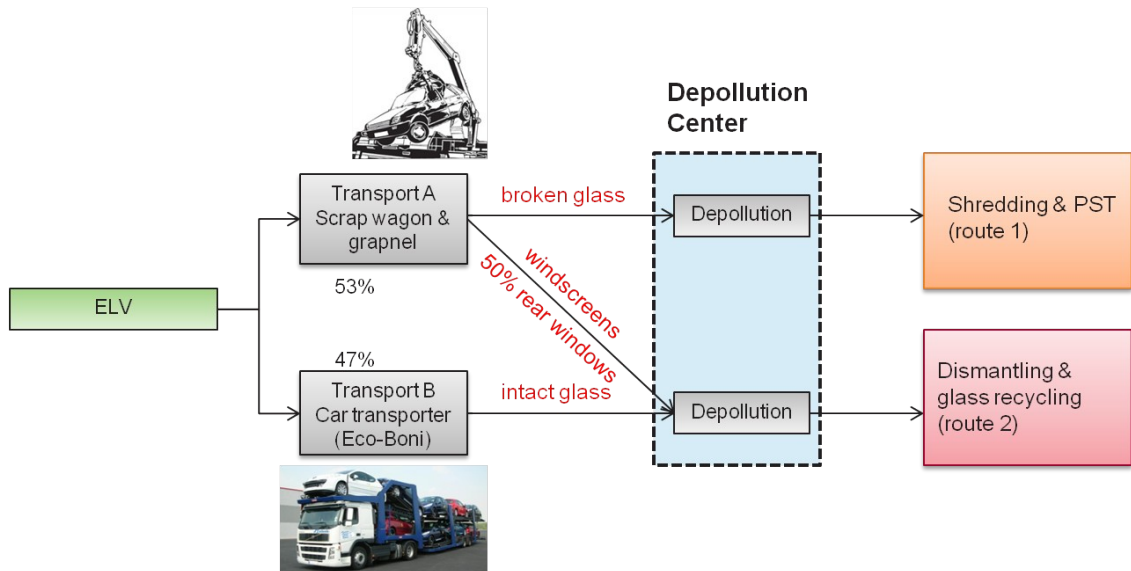 Depollution
Center
Transport A
Scrap wagon &
grapnel
broken glass
Depollution
Shredding & PST
(route 1)
windscreens
50% rear windows
53%
ELV
47%
Transport B
Car transporter
(Eco-Boni)
intact glass
Depollution
Dismantling &
glass recycling
(route 2)